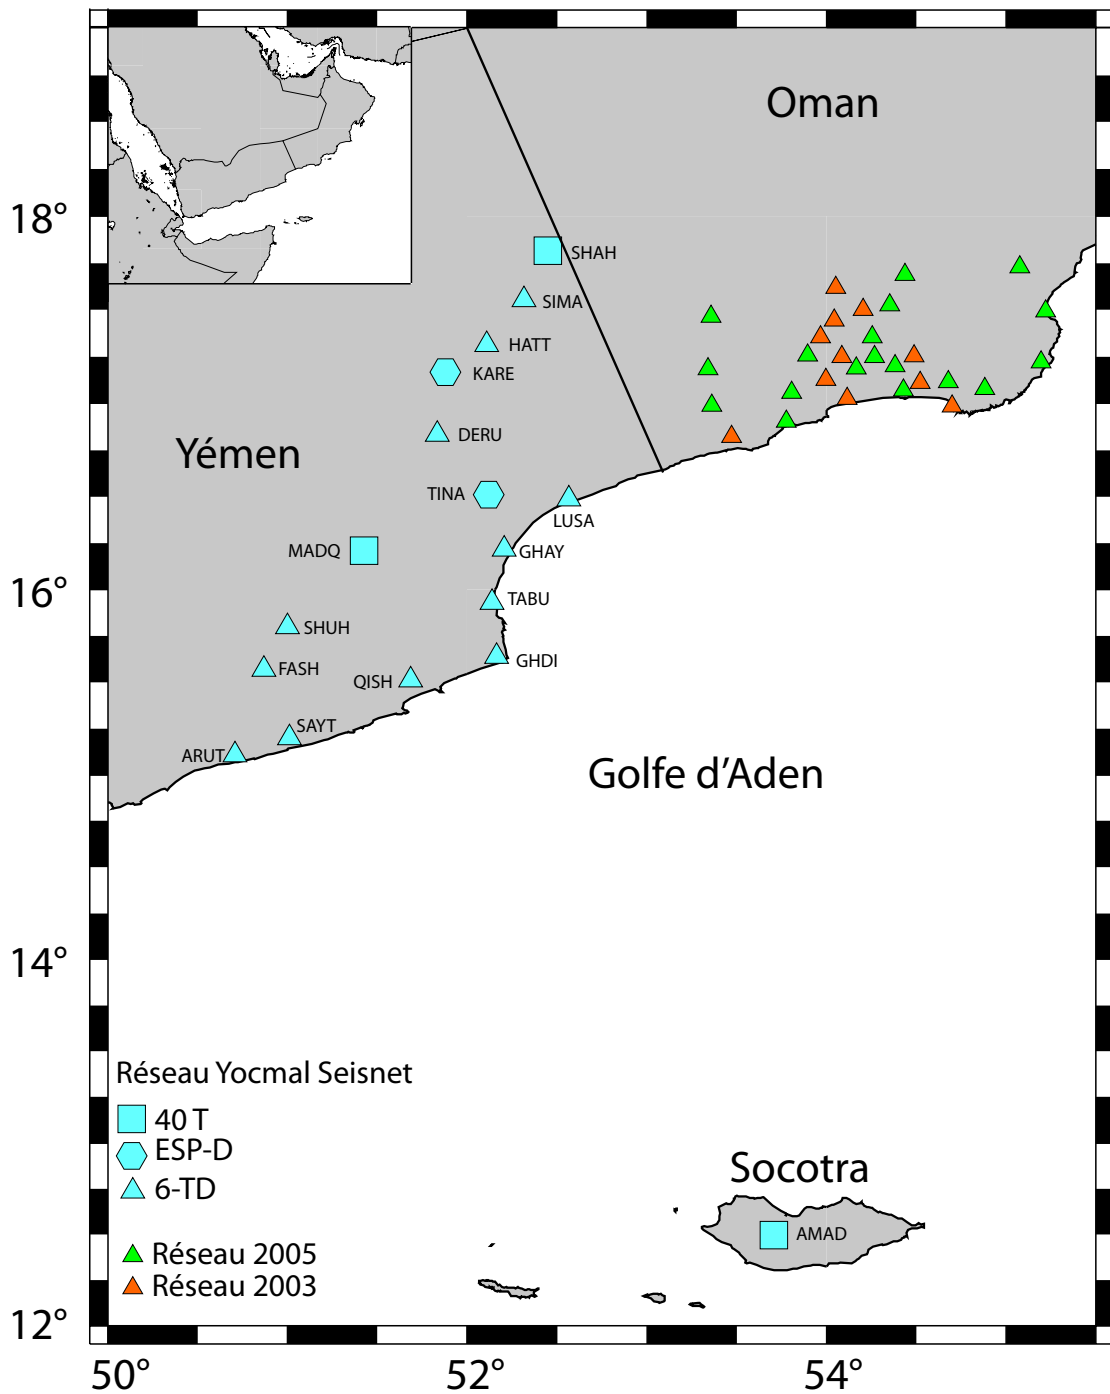 Oman
18°
SHAH
SIMA
HATT
KARE
DERU
Yémen
TINA
LUSA
MADQ
GHAY
16°
TABU
SHUH
GHDI
FASH
QISH
SAYT
ARUT
Golfe d'Aden
14°
Réseau Yocmal Seisnet
40 T
ESP-D
6-TD
Socotra
AMAD
Réseau 2005
Réseau 2003
12°
50°
52°
54°